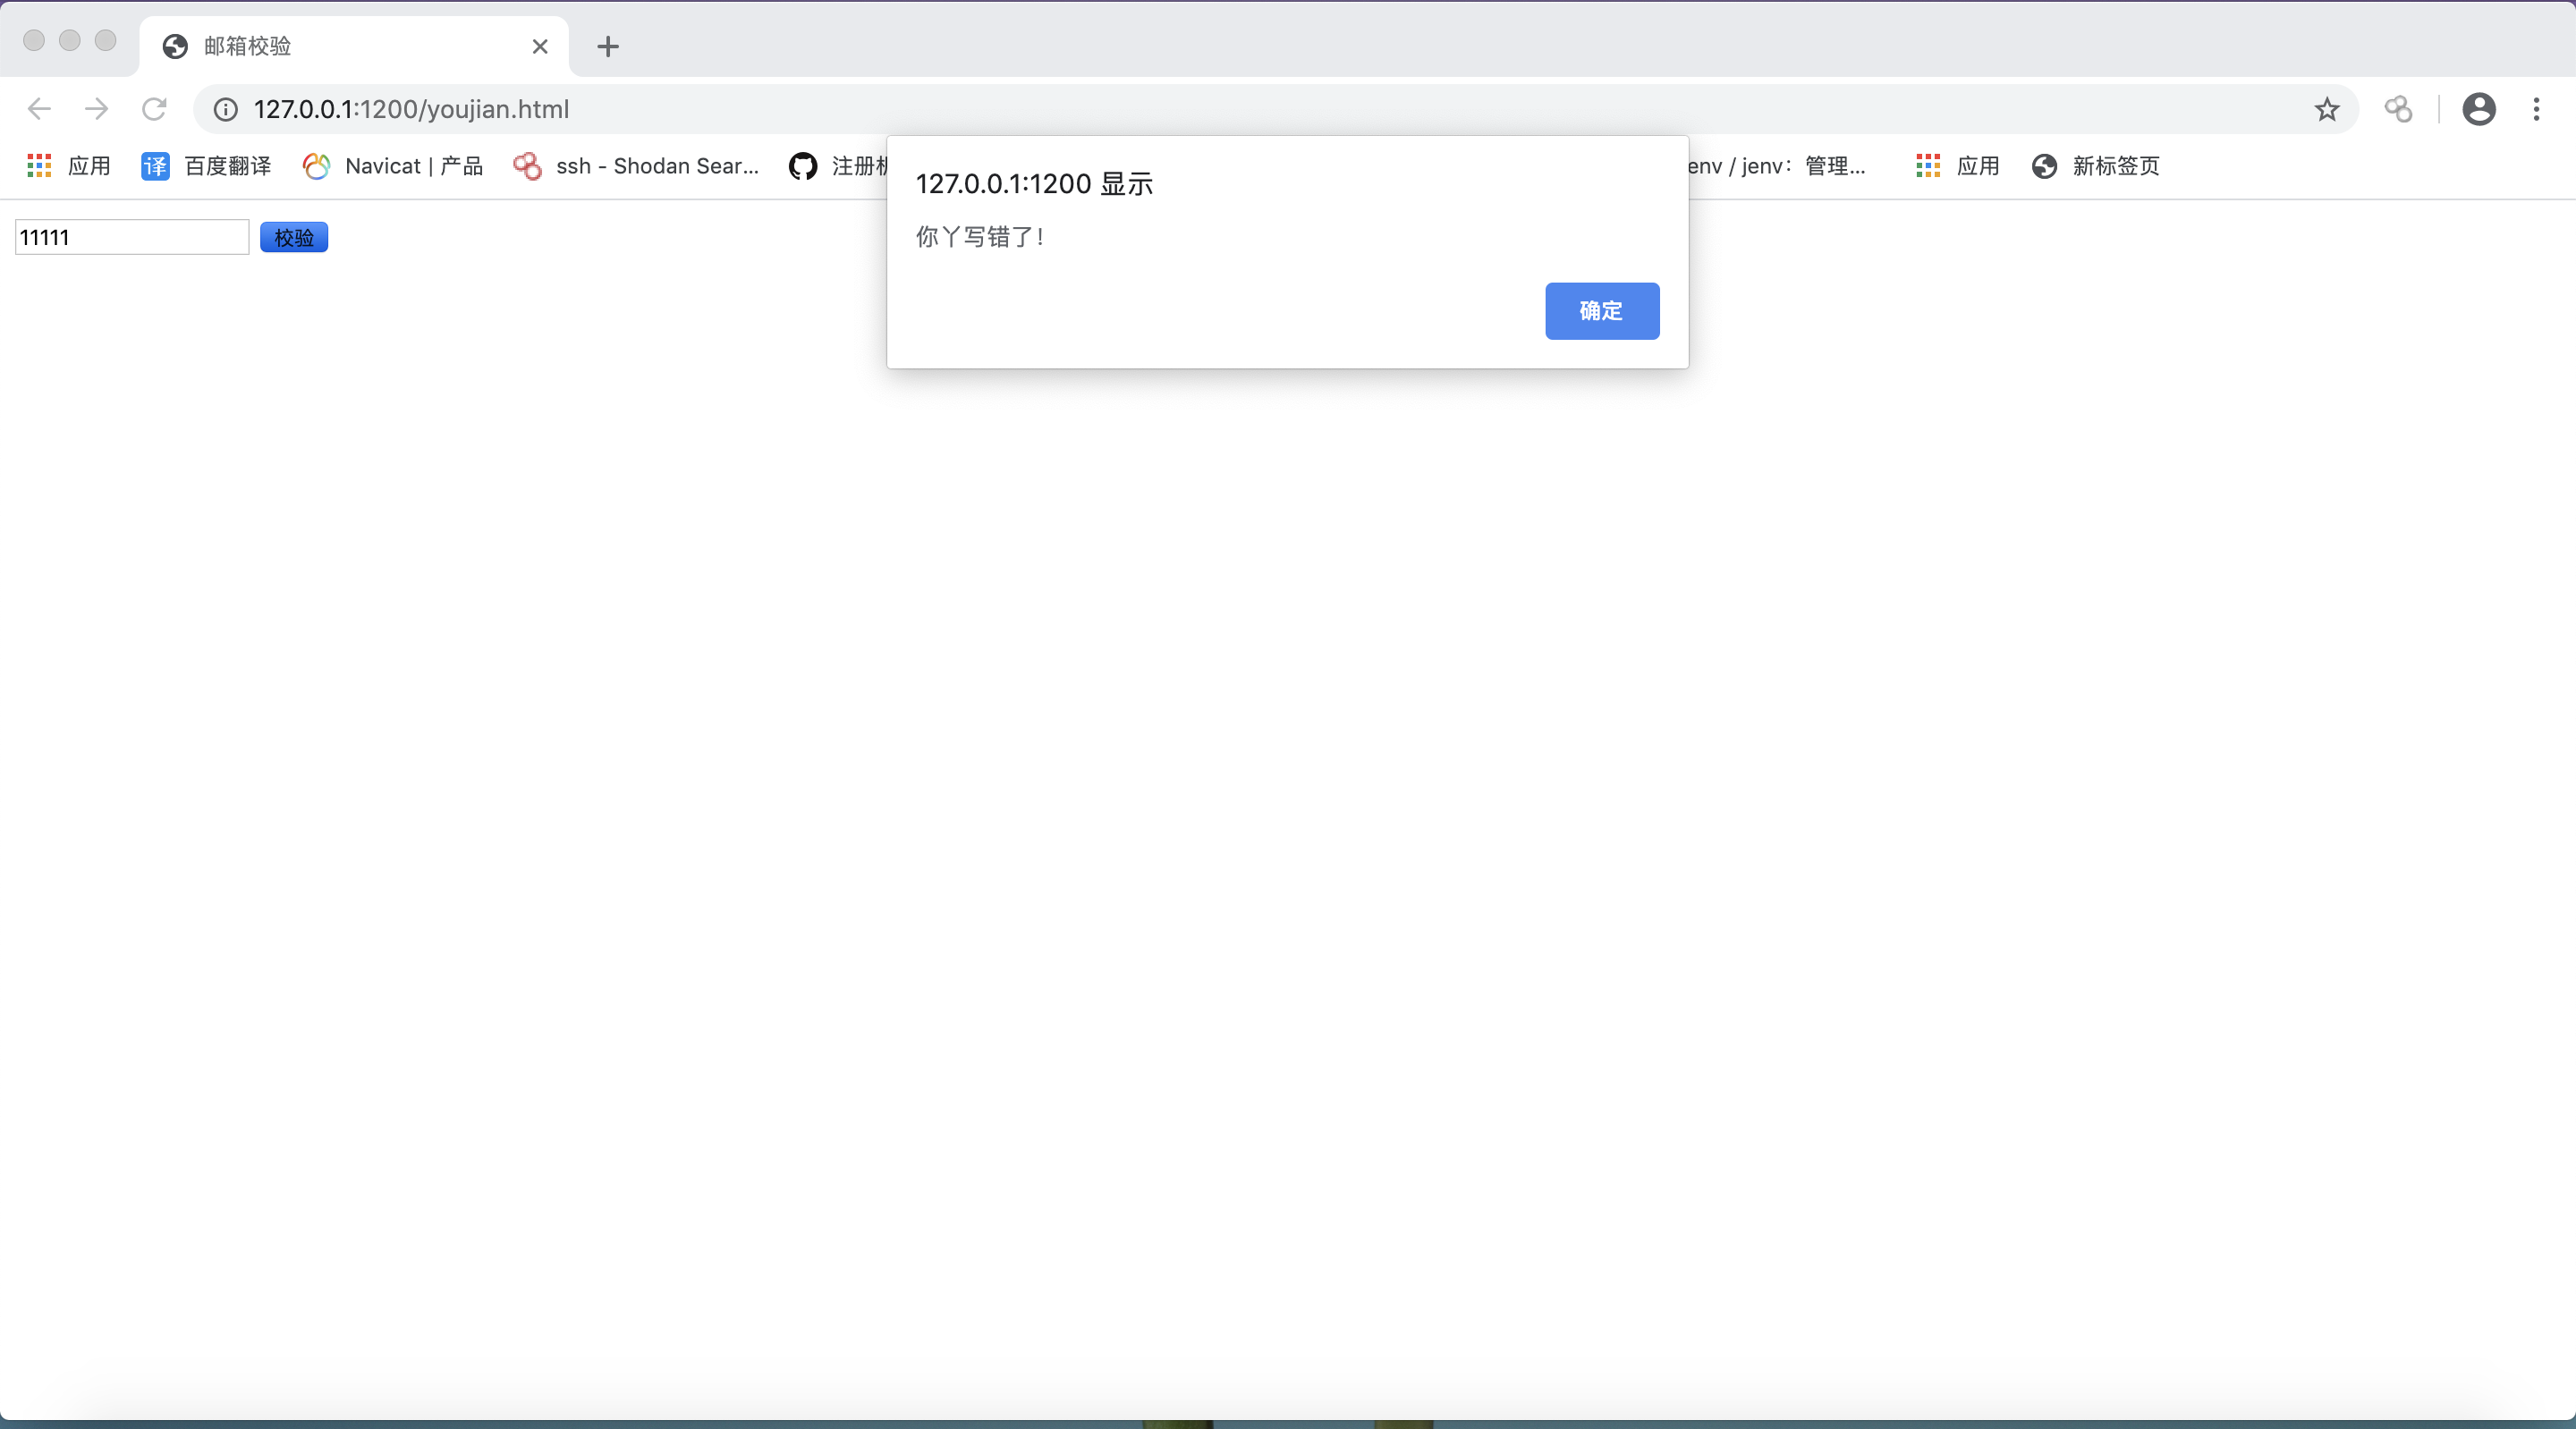 邮箱校验
127.0.0.1:1200/youjian.html
应用 译 百度翻译 Navicat | 产品 ssh - Shodan Sear... 注册 env / jenv：管理... 应用 新标签页
127.0.0.1:1200 显示
你丫写错了！
确定
11111 校验